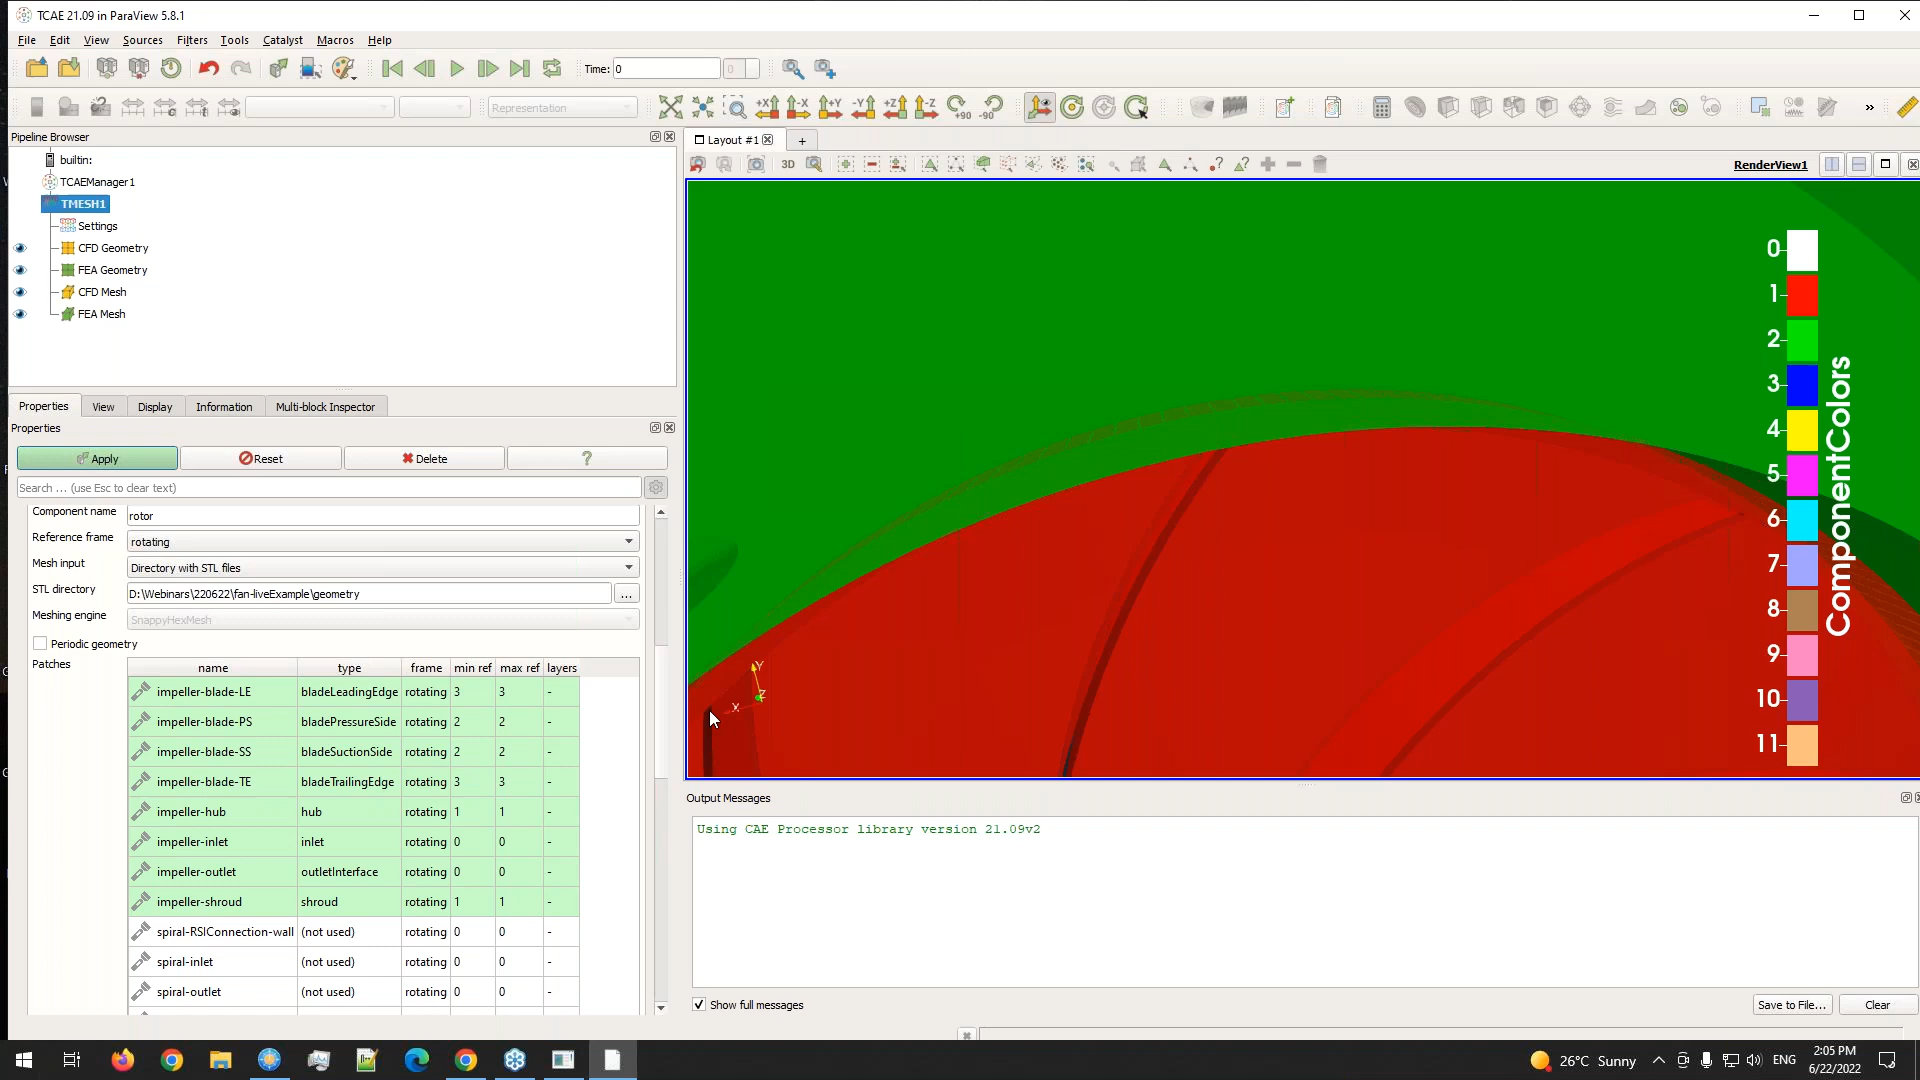 TCAE 21.09 in ParaView 5.8.1
File Edit View Sources Filters Tools Catalyst Macros Help
Time: 0 0
Representation
+X -X +Y -Y +Z -Z +90 -90 »
Pipeline Browser
Layout #1 +
builtin:
3D
RenderView1
TCAEManager1
TMESH1
Settings
CFD Geometry
FEA Geometry
CFD Mesh
FEA Mesh
Properties View Display Information Multi-block Inspector
Properties
Apply Reset Delete ?
Search ... (use Esc to clear text)
Component name rotor
Reference frame rotating
Mesh input Directory with STL files
STL directory D:\Webinars\220622\fan-liveExample\geometry ...
Meshing engine SnappyHexMesh
Periodic geometry
Patches name type frame min ref max ref layers
impeller-blade-LE bladeLeadingEdge rotating 3 3 -
impeller-blade-PS bladePressureSide rotating 2 2 -
impeller-blade-SS bladeSuctionSide rotating 2 2 -
impeller-blade-TE bladeTrailingEdge rotating 3 3 -
impeller-hub hub rotating 1 1 -
impeller-inlet inlet rotating 0 0 -
impeller-outlet outletInterface rotating 0 0 -
impeller-shroud shroud rotating 1 1 -
spiral-RSIConnection-wall (not used) rotating 0 0 -
spiral-inlet (not used) rotating 0 0 -
spiral-outlet (not used) rotating 0 0 -
Y
Z
X
0
1
2
3
4
5
6
7
8
9
10
11
ComponentColors
Output Messages
Using CAE Processor library version 21.09v2
Show full messages
Save to File... Clear
26°C Sunny ENG
2:05 PM
6/22/2022